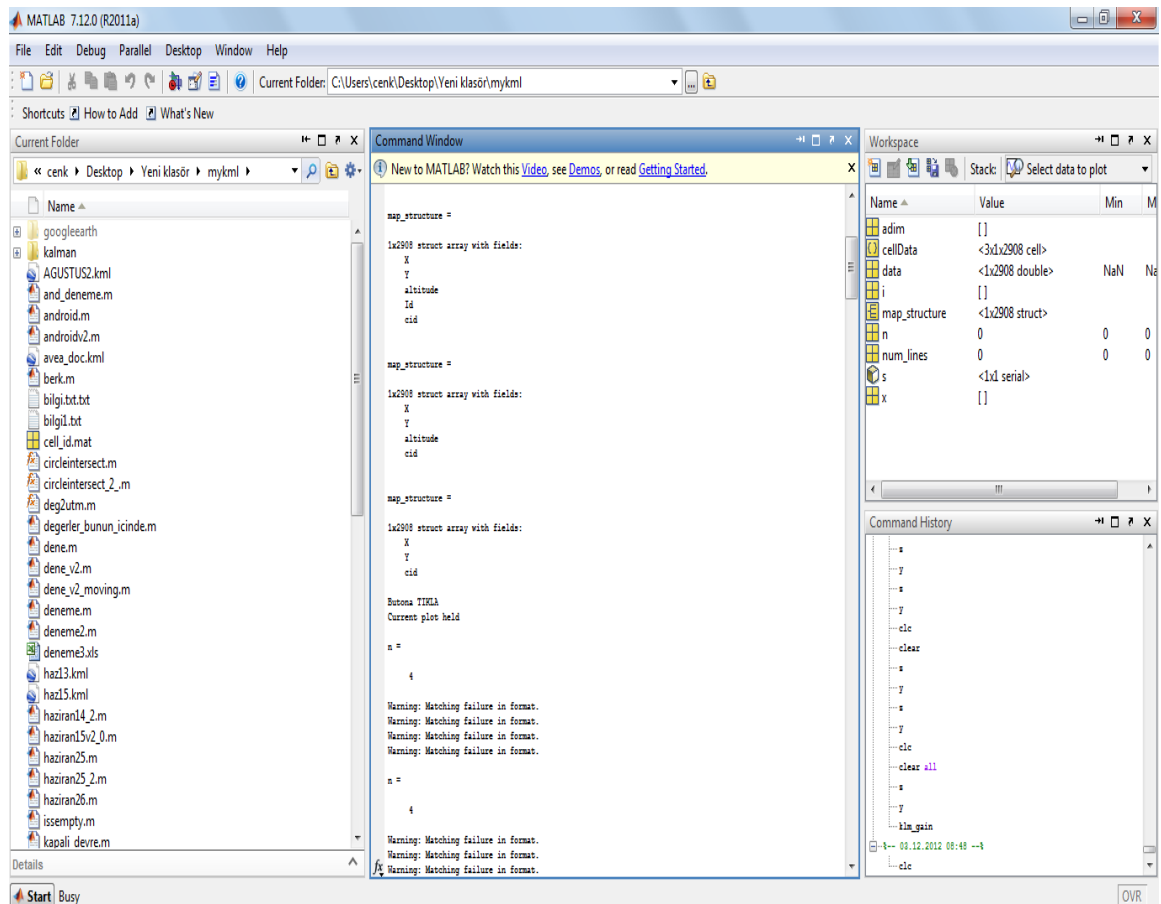 MATLAB 7.12.0 (R2011a)
File Edit Debug Parallel Desktop Window Help
Current Folder: C:\Users\cenk\Desktop\Yeni klasör\mykml
Shortcuts How to Add What's New
Current Folder
« cenk Desktop Yeni klasör mykml
Name
googleearth
kalman
AGUSTUS2.kml
and_deneme.m
android.m
androidv2.m
avea_doc.kml
berk.m
bilgi.txt.txt
bilgi1.txt
cell_id.mat
circleintersect.m
circleintersect_2_.m
deg2utm.m
degerler_bunun_icinde.m
dene.m
dene_v2.m
dene_v2_moving.m
deneme.m
deneme2.m
deneme3.xls
haz13.kml
haz15.kml
haziran14_2.m
haziran15v2_0.m
haziran25.m
haziran25_2.m
haziran26.m
issempty.m
kapali_devre.m
Details
Command Window
New to MATLAB? Watch this Video, see Demos, or read Getting Started.
map_structure =
1x2908 struct array with fields:
X
Y
altitude
Id
cid
map_structure =
1x2908 struct array with fields:
X
Y
altitude
cid
map_structure =
1x2908 struct array with fields:
X
Y
cid
Butona TIKLA
Current plot held
n =
4
Warning: Matching failure in format.
Warning: Matching failure in format.
Warning: Matching failure in format.
Warning: Matching failure in format.
n =
4
Warning: Matching failure in format.
Warning: Matching failure in format.
Warning: Matching failure in format.
fx
Workspace
Stack: Select data to plot
Name Value Min M
adim []
cellData <3x1x2908 cell>
data <1x2908 double> NaN Na
i []
map_structure <1x2908 struct>
n 0 0 0
num_lines 0 0 0
s <1x1 serial>
x []
Command History
s
y
s
y
clc
clear
s
y
s
y
clc
clear all
s
y
klm_gain
%-- 03.12.2012 08:48 --%
clc
Start Busy
OVR